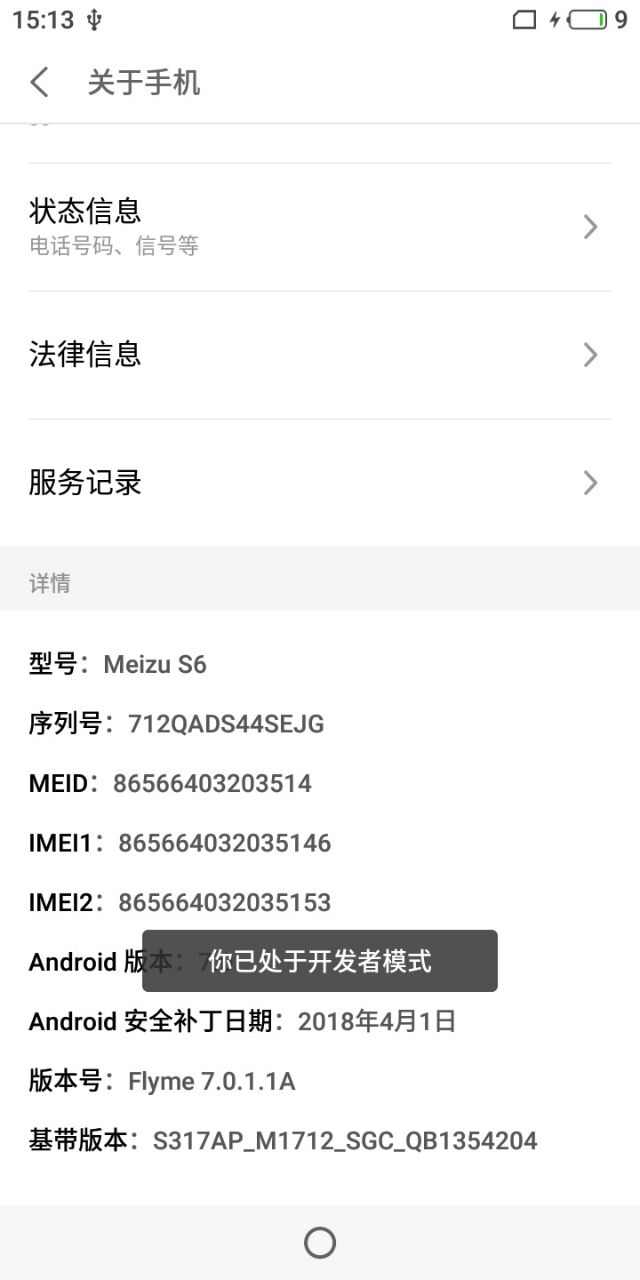 15:13 9
关于手机
状态信息
电话号码、信号等
法律信息
服务记录
详情
型号：Meizu S6
序列号：712QADS44SEJG
MEID：86566403203514
IMEI1：865664032035146
IMEI2：865664032035153
Android 版本：7
你已处于开发者模式
Android 安全补丁日期：2018年4月1日
版本号：Flyme 7.0.1.1A
基带版本：S317AP_M1712_SGC_QB1354204